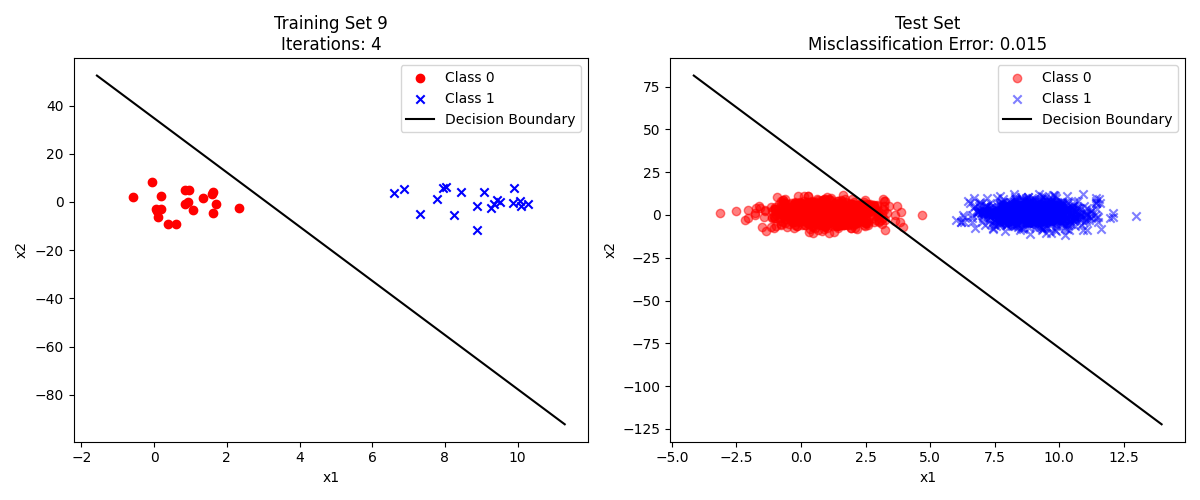 Training Set 9
Iterations: 4
Class 0
Class 1
Decision Boundary
40
20
0
−20
−40
−60
−80
x2
−2
0
2
4
6
8
10
x1
Test Set
Misclassification Error: 0.015
Class 0
Class 1
Decision Boundary
75
50
25
0
−25
−50
−75
−100
−125
x2
−5.0
−2.5
0.0
2.5
5.0
7.5
10.0
12.5
x1